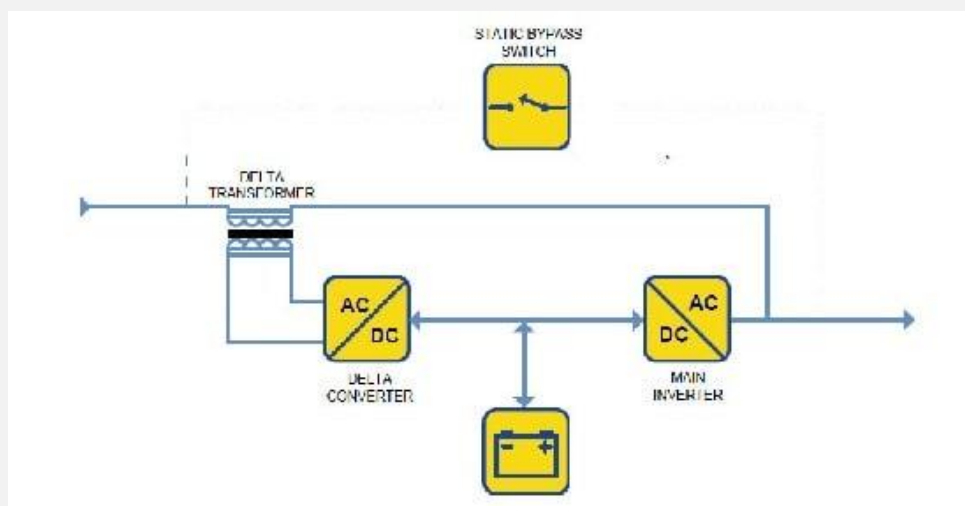 STATIC BYPASS
SWITCH
DELTA
TRANSFORMER
AC
DC
AC
DC
DELTA
CONVERTER
MAIN
INVERTER
- +